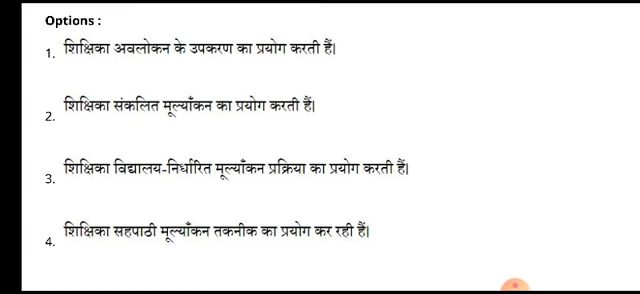 Options :
1. शिक्षिका अवलोकन के उपकरण का प्रयोग करती हैं।
2. शिक्षिका संकलित मूल्याँकन का प्रयोग करती हैं।
3. शिक्षिका विद्यालय-निर्धारित मूल्याँकन प्रक्रिया का प्रयोग करती हैं।
4. शिक्षिका सहपाठी मूल्याँकन तकनीक का प्रयोग कर रही हैं।